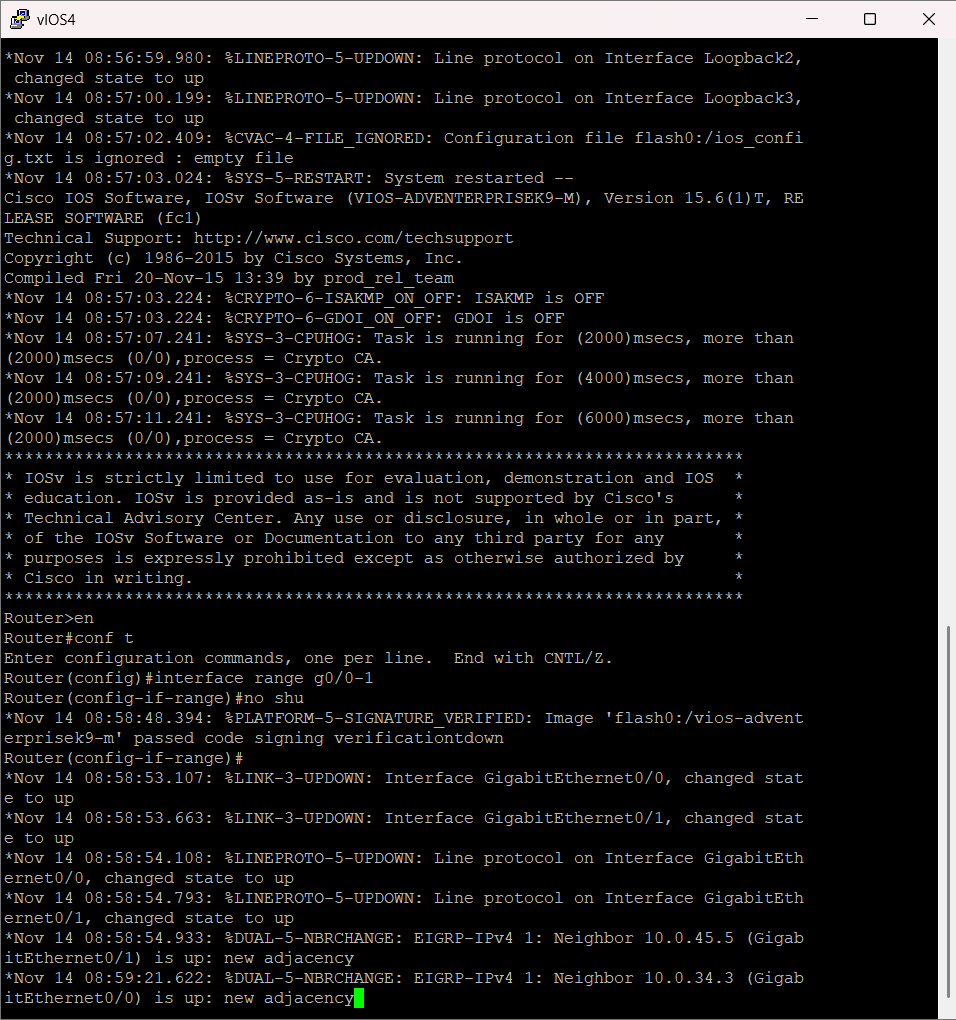 vIOS4
*Nov 14 08:56:59.980: %LINEPROTO-5-UPDOWN: Line protocol on Interface Loopback2,
 changed state to up
*Nov 14 08:57:00.199: %LINEPROTO-5-UPDOWN: Line protocol on Interface Loopback3,
 changed state to up
*Nov 14 08:57:02.409: %CVAC-4-FILE_IGNORED: Configuration file flash0:/ios_confi
g.txt is ignored : empty file
*Nov 14 08:57:03.024: %SYS-5-RESTART: System restarted --
Cisco IOS Software, IOSv Software (VIOS-ADVENTERPRISEK9-M), Version 15.6(1)T, RE
LEASE SOFTWARE (fc1)
Technical Support: http://www.cisco.com/techsupport
Copyright (c) 1986-2015 by Cisco Systems, Inc.
Compiled Fri 20-Nov-15 13:39 by prod_rel_team
*Nov 14 08:57:03.224: %CRYPTO-6-ISAKMP_ON_OFF: ISAKMP is OFF
*Nov 14 08:57:03.224: %CRYPTO-6-GDOI_ON_OFF: GDOI is OFF
*Nov 14 08:57:07.241: %SYS-3-CPUHOG: Task is running for (2000)msecs, more than
(2000)msecs (0/0),process = Crypto CA.
*Nov 14 08:57:09.241: %SYS-3-CPUHOG: Task is running for (4000)msecs, more than
(2000)msecs (0/0),process = Crypto CA.
*Nov 14 08:57:11.241: %SYS-3-CPUHOG: Task is running for (6000)msecs, more than
(2000)msecs (0/0),process = Crypto CA.
**************************************************************************
* IOSv is strictly limited to use for evaluation, demonstration and IOS  *
* education. IOSv is provided as-is and is not supported by Cisco's      *
* Technical Advisory Center. Any use or disclosure, in whole or in part, *
* of the IOSv Software or Documentation to any third party for any       *
* purposes is expressly prohibited except as otherwise authorized by     *
* Cisco in writing.                                                      *
**************************************************************************
Router>en
Router#conf t
Enter configuration commands, one per line.  End with CNTL/Z.
Router(config)#interface range g0/0-1
Router(config-if-range)#no shu
*Nov 14 08:58:48.394: %PLATFORM-5-SIGNATURE_VERIFIED: Image 'flash0:/vios-advent
erprisek9-m' passed code signing verificationtdown
Router(config-if-range)#
*Nov 14 08:58:53.107: %LINK-3-UPDOWN: Interface GigabitEthernet0/0, changed stat
e to up
*Nov 14 08:58:53.663: %LINK-3-UPDOWN: Interface GigabitEthernet0/1, changed stat
e to up
*Nov 14 08:58:54.108: %LINEPROTO-5-UPDOWN: Line protocol on Interface GigabitEth
ernet0/0, changed state to up
*Nov 14 08:58:54.793: %LINEPROTO-5-UPDOWN: Line protocol on Interface GigabitEth
ernet0/1, changed state to up
*Nov 14 08:58:54.933: %DUAL-5-NBRCHANGE: EIGRP-IPv4 1: Neighbor 10.0.45.5 (Gigab
itEthernet0/1) is up: new adjacency
*Nov 14 08:59:21.622: %DUAL-5-NBRCHANGE: EIGRP-IPv4 1: Neighbor 10.0.34.3 (Gigab
itEthernet0/0) is up: new adjacency